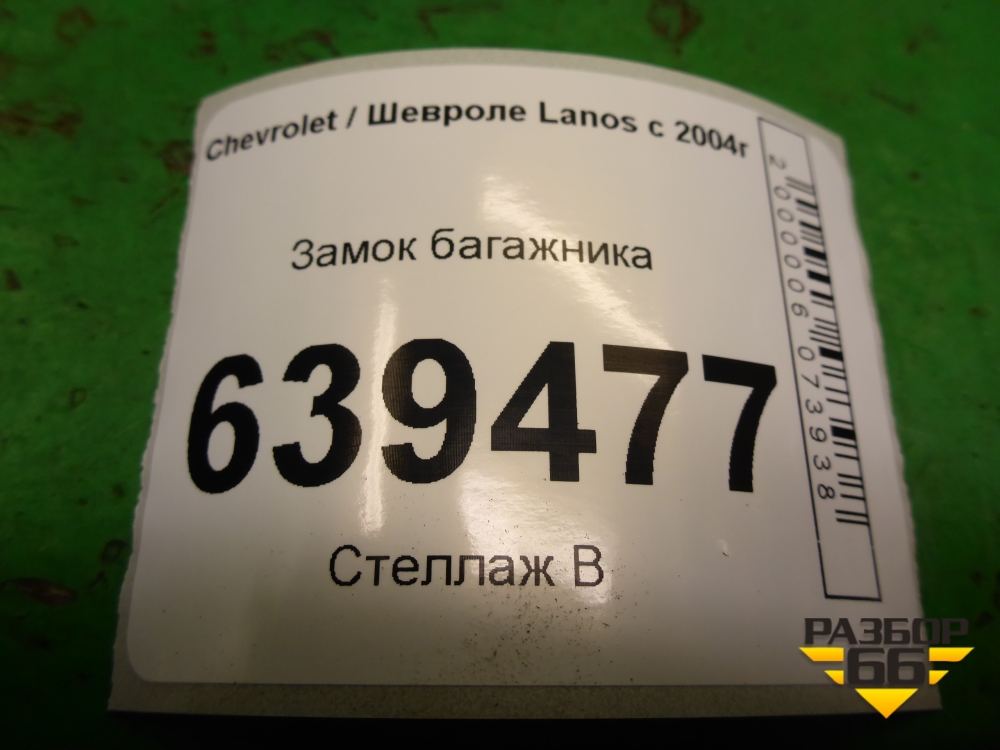 Chevrolet / Шевроле Lanos с 2004г
Замок багажника
639477
Стеллаж В
2000006073938
РАЗБОР
66